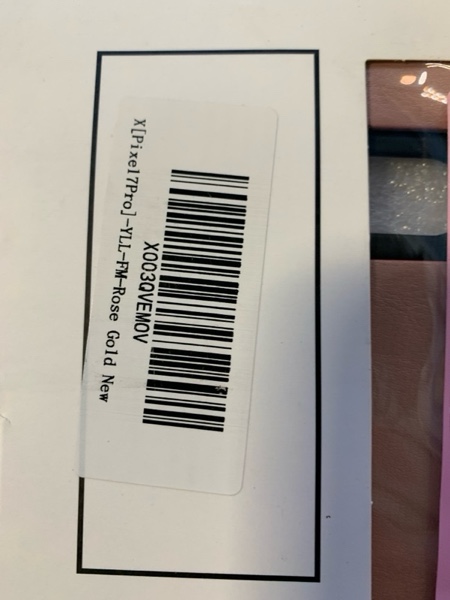 X003QVEMOV
X[Pixel7Pro]-YLL-FM-Rose Gold New